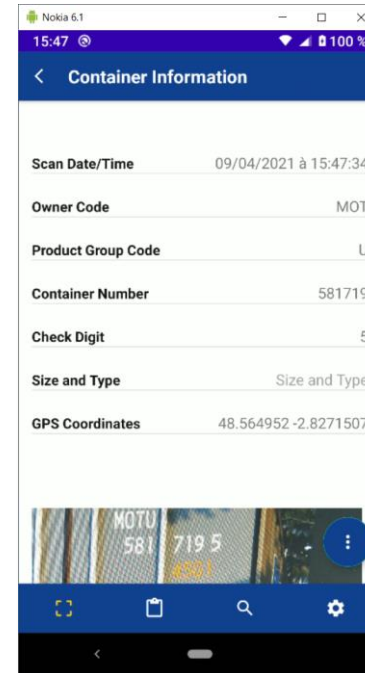 Nokia 6.1
15:47 100 %
Container Information
Scan Date/Time 09/04/2021 à 15:47:34
Owner Code MOT
Product Group Code U
Container Number 581719
Check Digit 5
Size and Type Size and Type
GPS Coordinates 48.564952 -2.8271507
MOTU
581 719 5